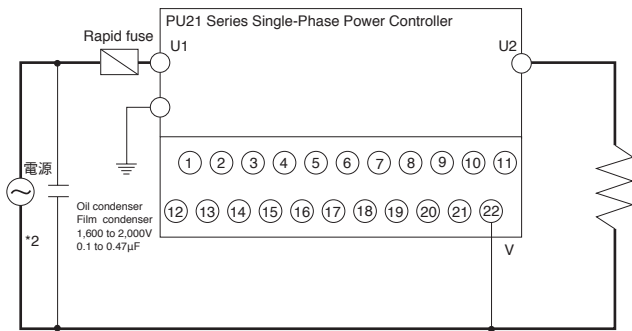 PU21 Series Single-Phase Power Controller
Rapid fuse
U1
U2
1 2 3 4 5 6 7 8 9 10 11
電源
Oil condenser
Film condenser
1,600 to 2,000V
0.1 to 0.47μF
12 13 14 15 16 17 18 19 20 21 22
*2
V